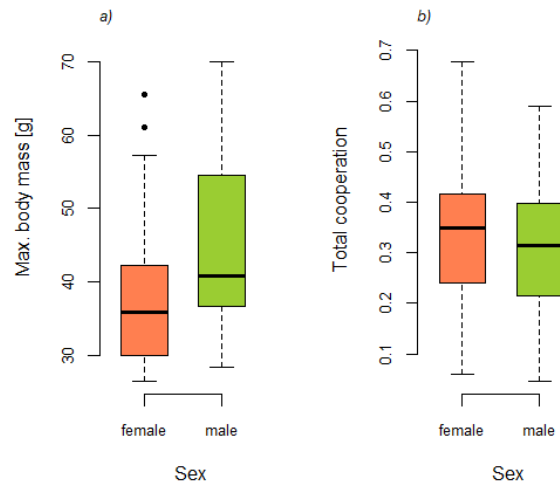 a)
Max. body mass [g]
70
60
50
40
30
female
male
Sex
b)
Total cooperation
0.7
0.6
0.5
0.4
0.3
0.2
0.1
female
male
Sex